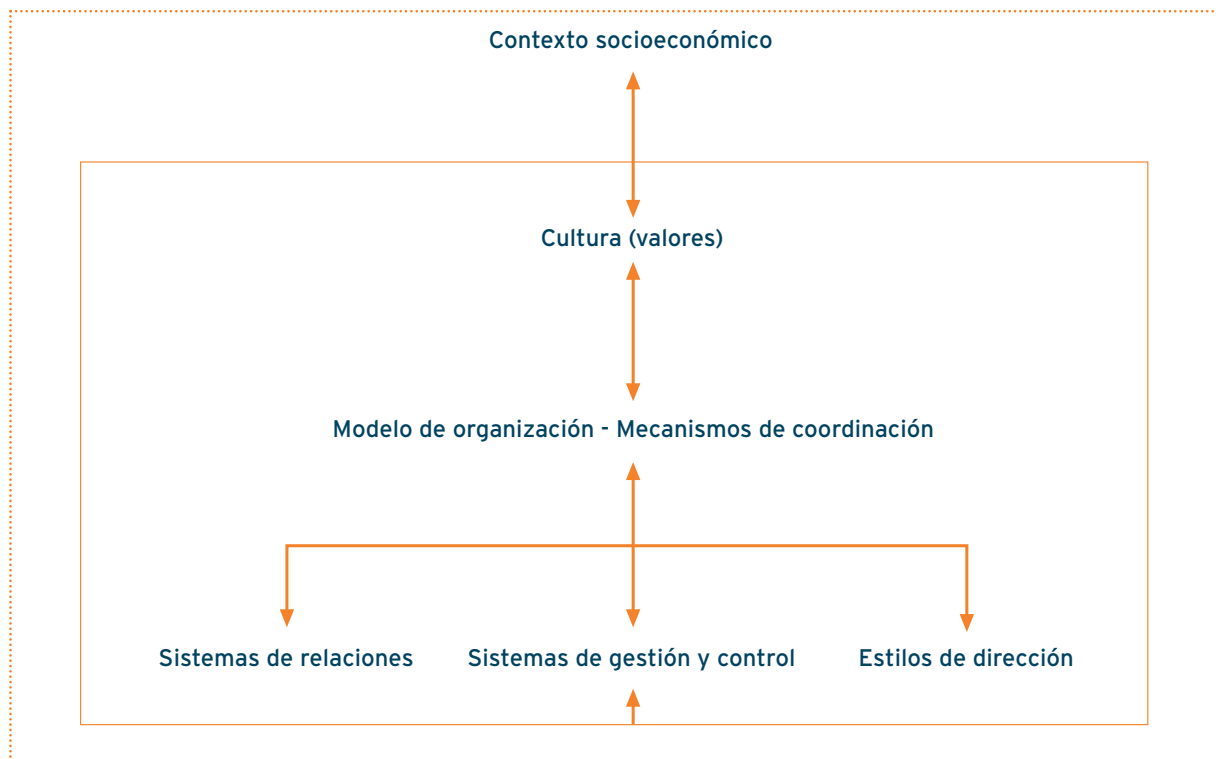 Contexto socioeconómico
Cultura (valores)
Modelo de organización - Mecanismos de coordinación
Sistemas de relaciones
Sistemas de gestión y control
Estilos de dirección